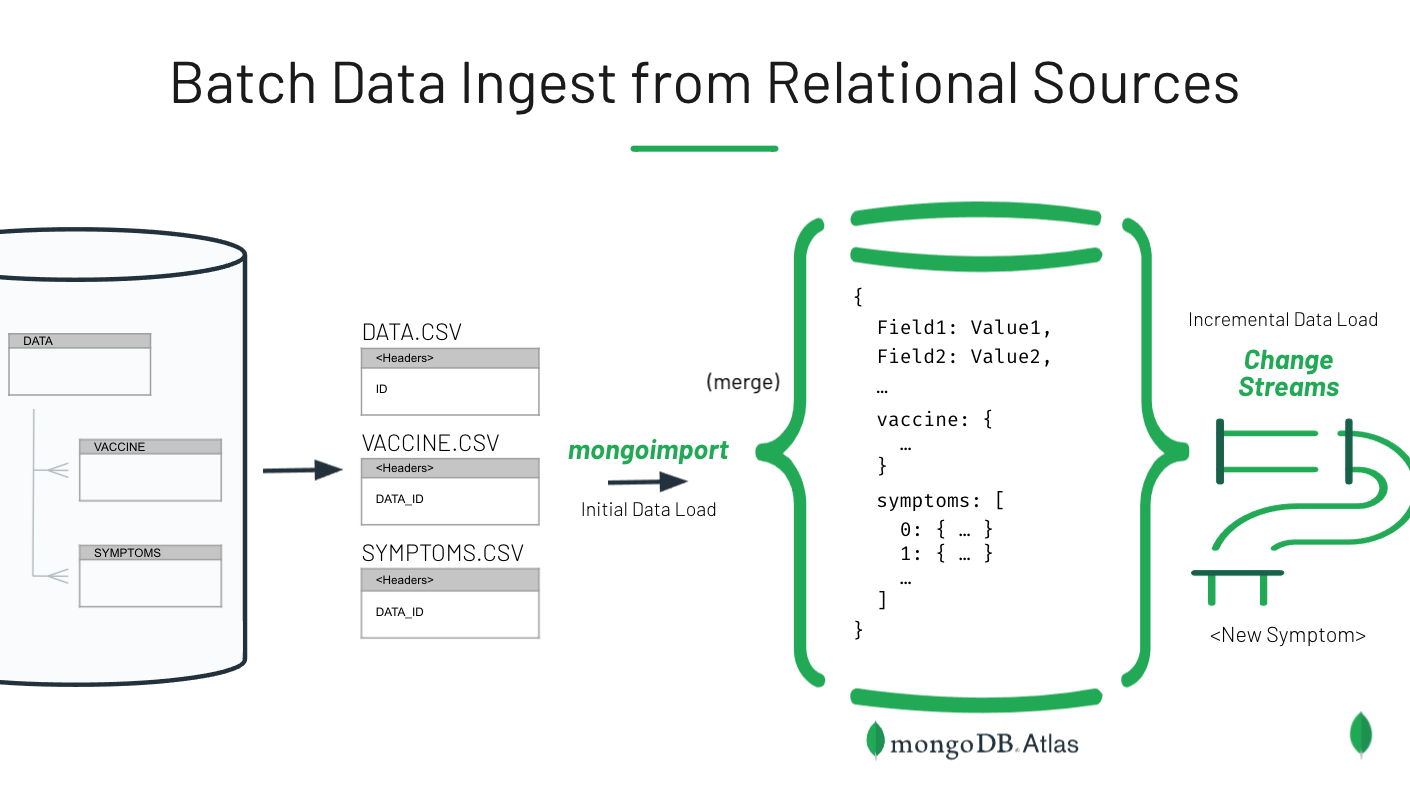 Batch Data Ingest from Relational Sources
DATA
VACCINE
SYMPTOMS
DATA.CSV
<Headers>
ID
VACCINE.CSV
<Headers>
DATA_ID
SYMPTOMS.CSV
<Headers>
DATA_ID
mongoimport
Initial Data Load
(merge)
{
Field1: Value1,
Field2: Value2,
…
vaccine: {
…
}
symptoms: [
0: { … }
1: { … }
…
]
}
mongoDB. Atlas
Incremental Data Load
Change
Streams
<New Symptom>